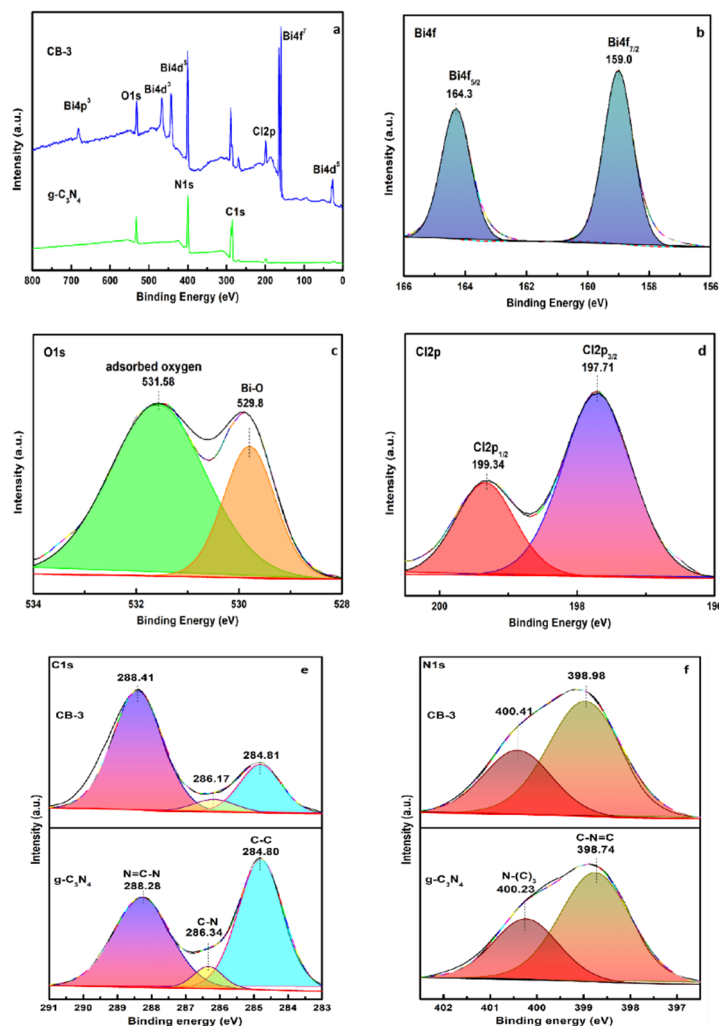 a
CB-3
Bi4f⁷
Bi4d⁵
Bi4d³
O1s
Bi4p³
Cl2p
Bi4d⁵
g-C₃N₄
N1s
C1s
Intensity (a.u.)
800 700 600 500 400 300 200 100 0
Binding Energy (eV)
Bi4f
b
Bi4f₇/₂
159.0
Bi4f₅/₂
164.3
Intensity (a.u.)
166 164 162 160 158 156
Binding Energy (eV)
O1s
c
adsorbed oxygen
531.58
Bi-O
529.8
Intensity (a.u.)
534 532 530 528
Binding Energy (eV)
Cl2p
d
Cl2p₃/₂
197.71
Cl2p₁/₂
199.34
Intensity (a.u.)
200 198 196
Binding Energy (eV)
C1s
e
288.41
CB-3
286.17
284.81
C-C
284.80
g-C₃N₄
N=C-N
288.28
C-N
286.34
Intensity (a.u.)
291 290 289 288 287 286 285 284 283
Binding Energy (eV)
N1s
f
398.98
CB-3
400.41
C-N=C
398.74
g-C₃N₄
N-(C)₃
400.23
Intensity (a.u.)
402 401 400 399 398 397
Binding energy (eV)